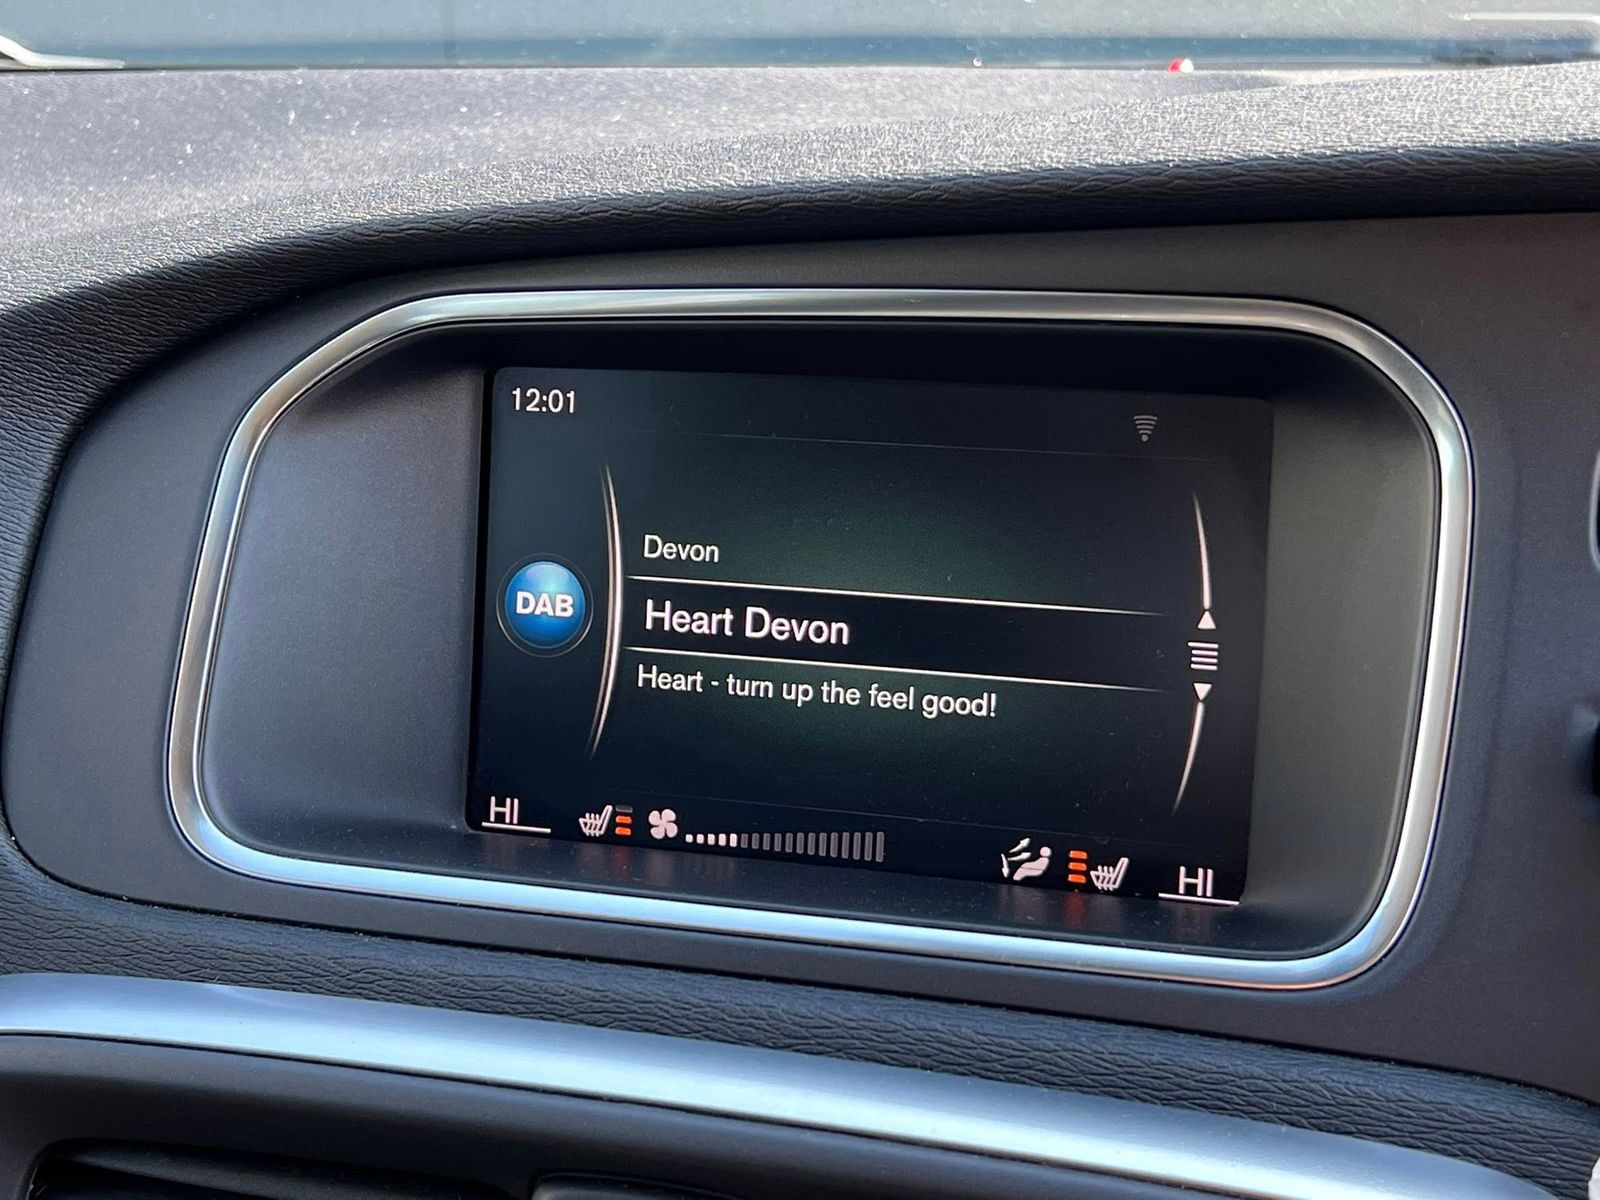 12:01
Devon
DAB
Heart Devon
Heart - turn up the feel good!
HI
HI